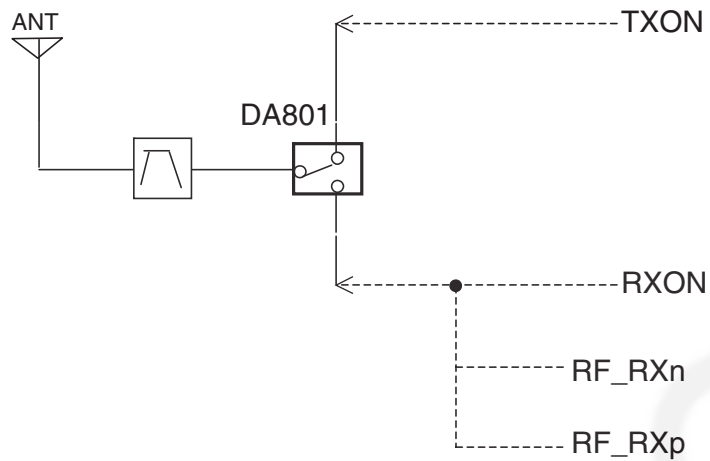 ANT
TXON
DA801
RXON
RF_RXn
RF_RXp